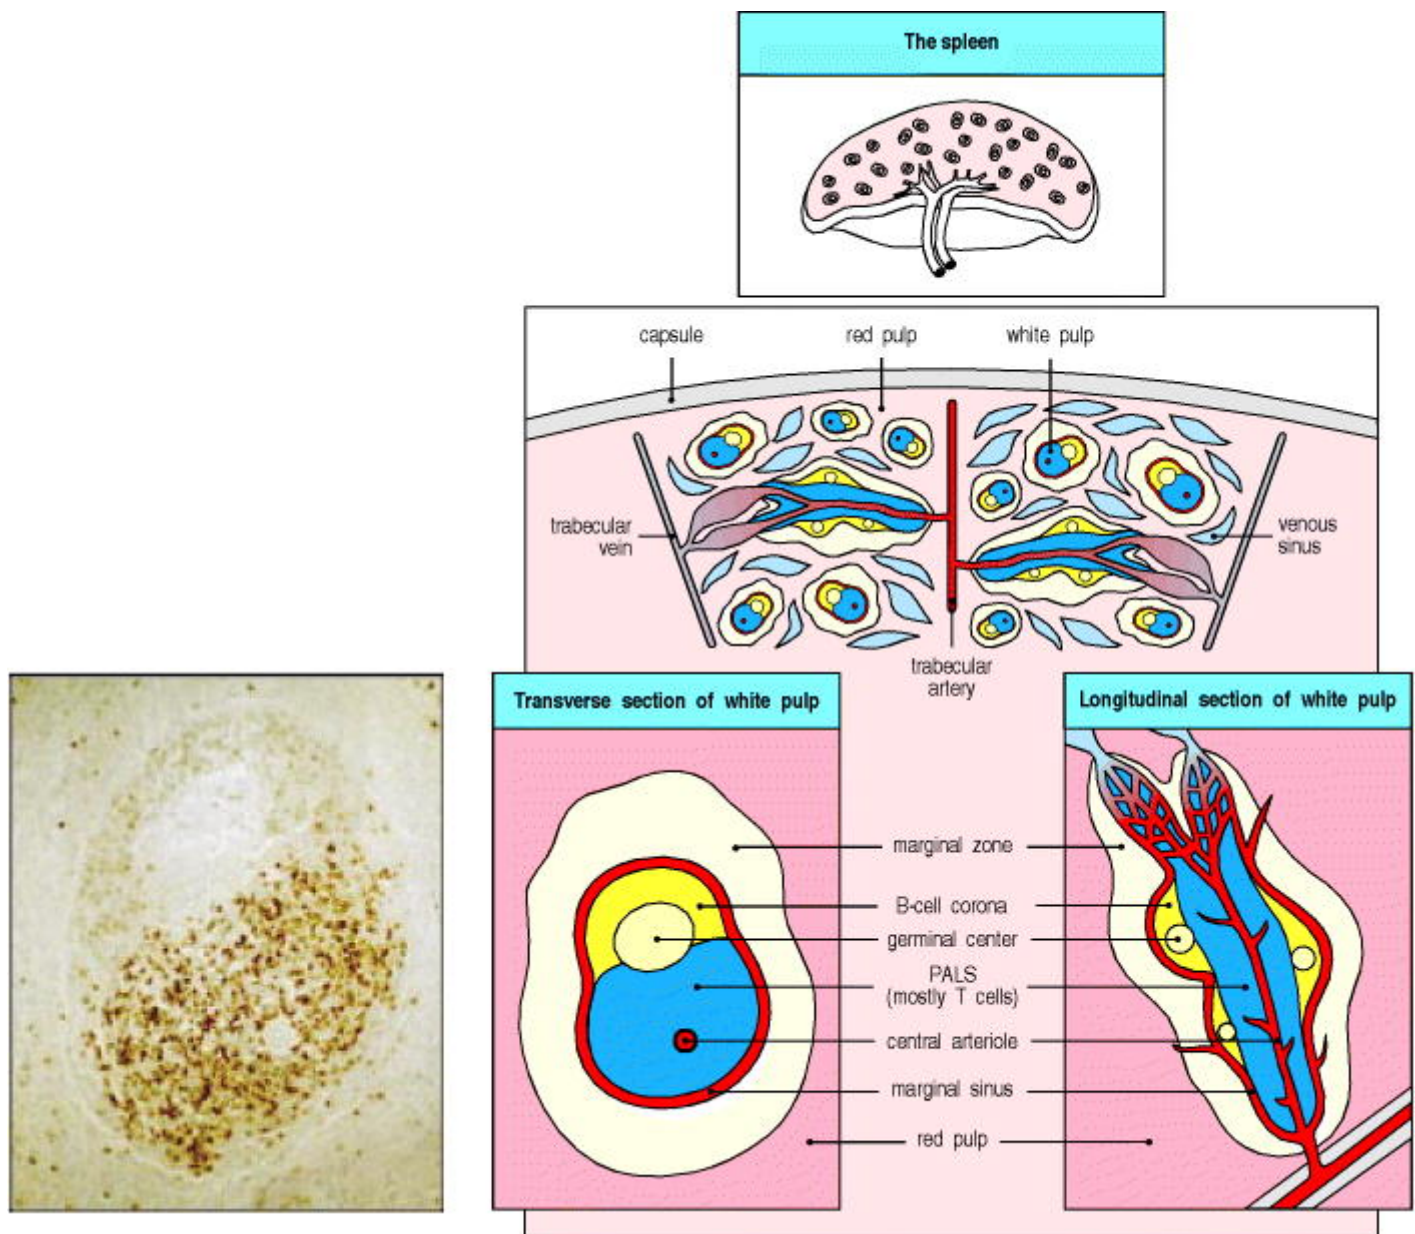 The spleen
capsule
red pulp
white pulp
trabecular
vein
venous
sinus
trabecular
artery
Transverse section of white pulp
Longitudinal section of white pulp
marginal zone
B-cell corona
germinal center
PALS
(mostly T cells)
central arteriole
marginal sinus
red pulp